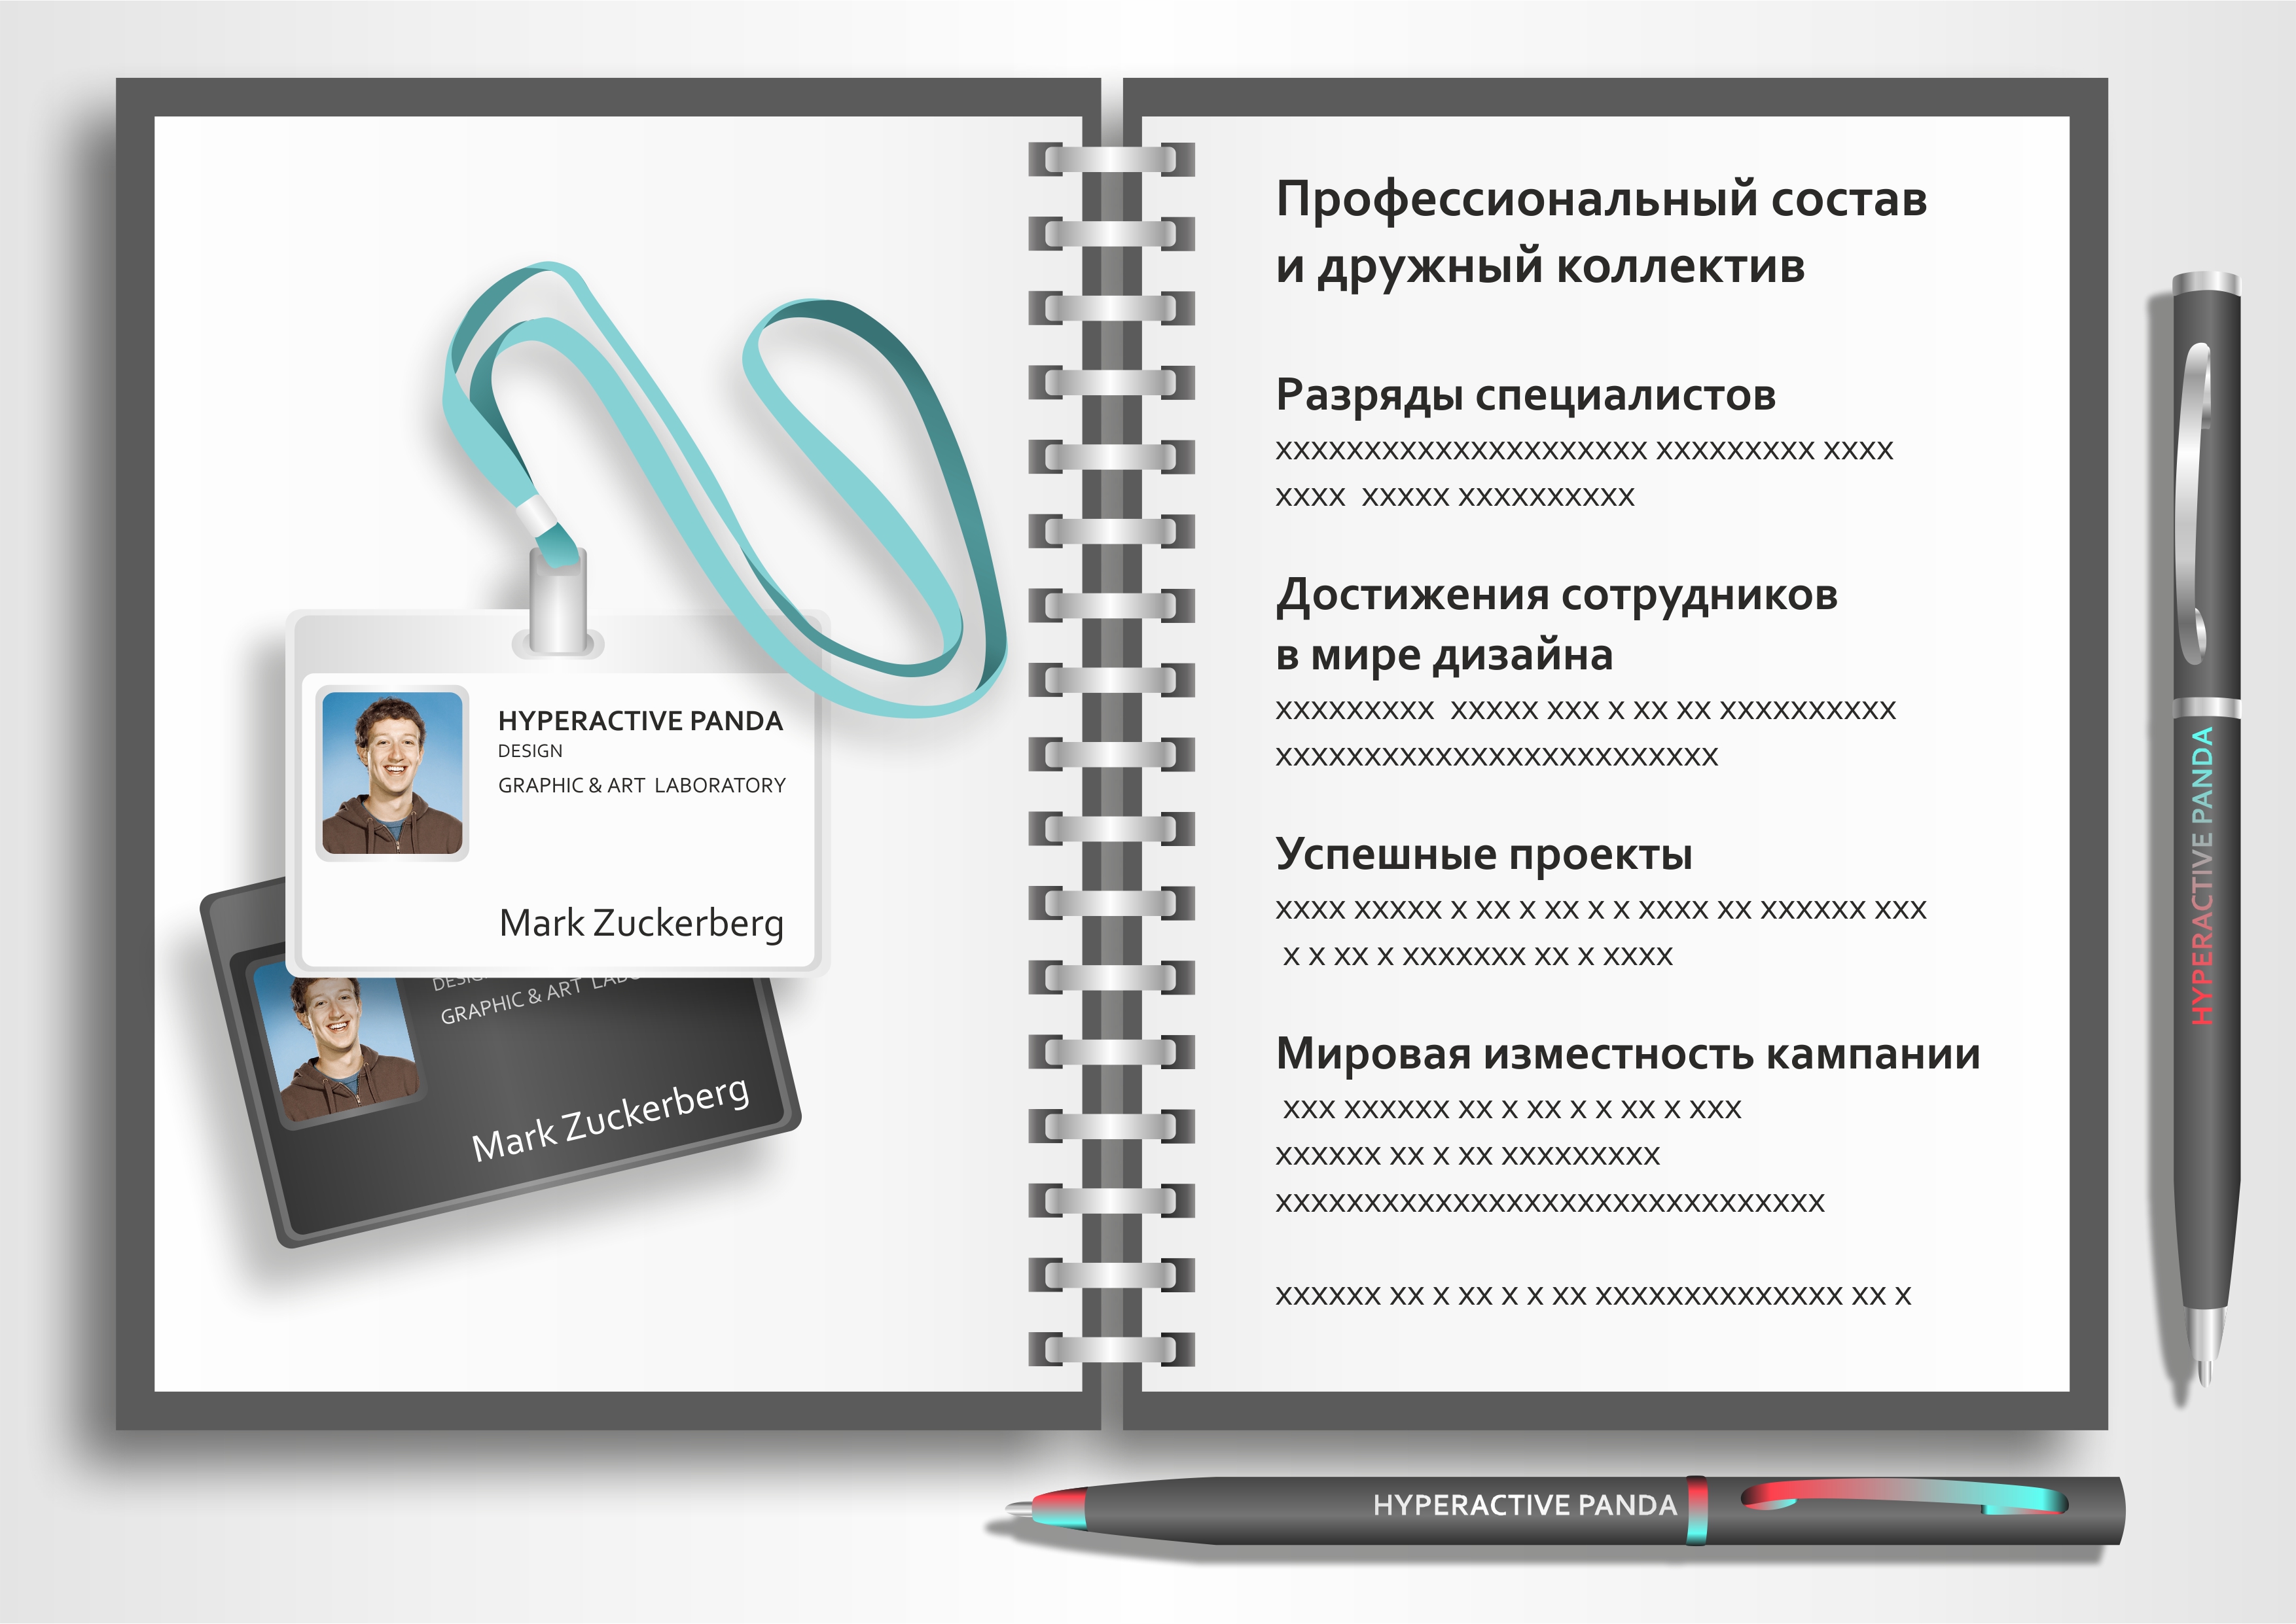 HYPERACTIVE PANDA
DESIGN
GRAPHIC & ART LABORATORY
Mark Zuckerberg
GRAPHIC & ART
Mark Zuckerberg
Профессиональный состав
и дружный коллектив
Разряды специалистов
xxxxxxxxxxxxxxxxxxxxx xxxxxxxxx xxxx
xxxx xxxxx xxxxxxxxxx
Достижения сотрудников
в мире дизайна
xxxxxxxxx xxxxx xxx x xx xx xxxxxxxxxx
xxxxxxxxxxxxxxxxxxxxxxxxx
Успешные проекты
xxxx xxxxx x xx x xx x x xxxx xx xxxxxx xxx
x x xx x xxxxxxx xx x xxxx
Мировая изместность кампании
xxx xxxxxx xx x xx x x xx x xxx
xxxxxx xx x xx xxxxxxxxx
xxxxxxxxxxxxxxxxxxxxxxxxxxxxxxx
xxxxxx xx x xx x x xx xxxxxxxxxxxxxx xx x
HYPERACTIVE PANDA
HYPERACTIVE PANDA